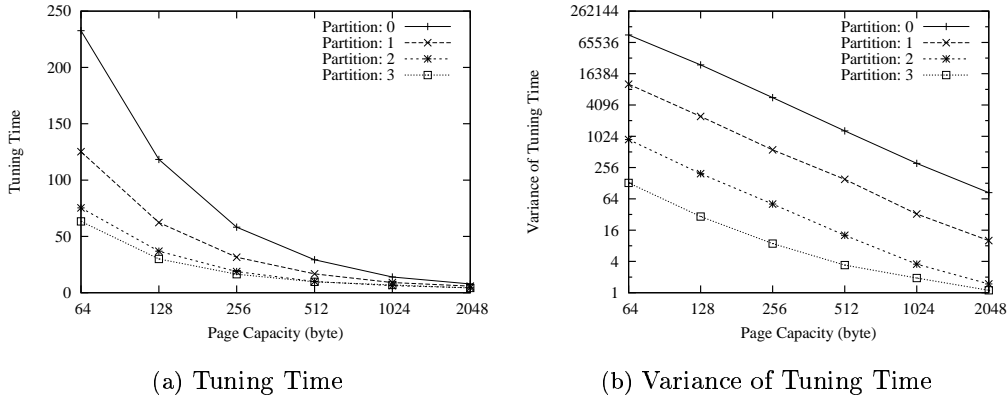 250
200
150
100
50
0
Tuning Time
64 128 256 512 1024 2048
Page Capacity (byte)
Partition: 0
Partition: 1
Partition: 2
Partition: 3
(a) Tuning Time
262144
65536
16384
4096
1024
256
64
16
4
1
Variance of Tuning Time
64 128 256 512 1024 2048
Page Capacity (byte)
Partition: 0
Partition: 1
Partition: 2
Partition: 3
(b) Variance of Tuning Time